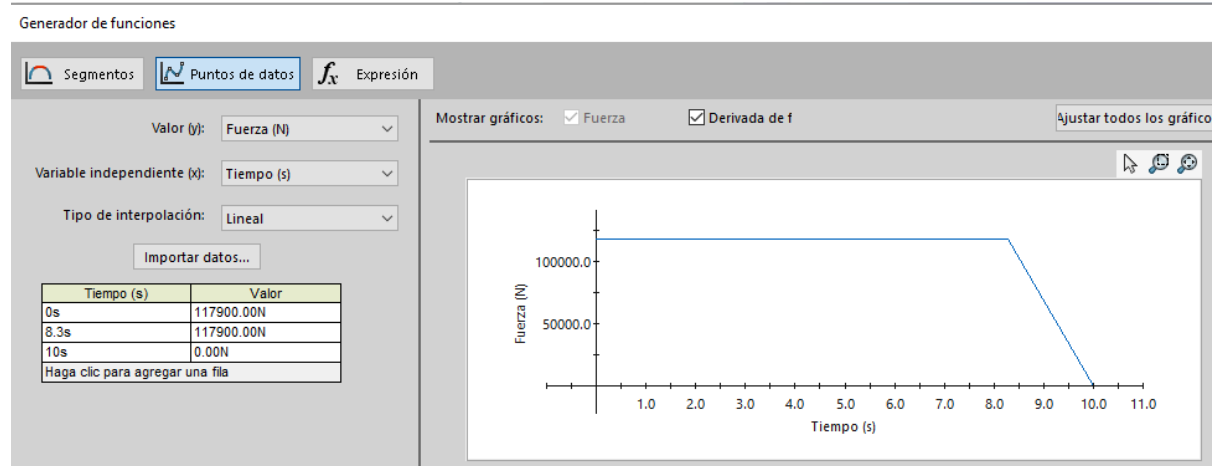 Generador de funciones
Segmentos
Puntos de datos
fx Expresión
Valor (y): Fuerza (N)
Variable independiente (x): Tiempo (s)
Tipo de interpolación: Lineal
Importar datos...
Tiempo (s) Valor
0s 117900.00N
8.3s 117900.00N
10s 0.00N
Haga clic para agregar una fila
Mostrar gráficos: Fuerza Derivada de f
Ajustar todos los gráfico
100000.0
50000.0
Fuerza (N)
1.0 2.0 3.0 4.0 5.0 6.0 7.0 8.0 9.0 10.0 11.0
Tiempo (s)